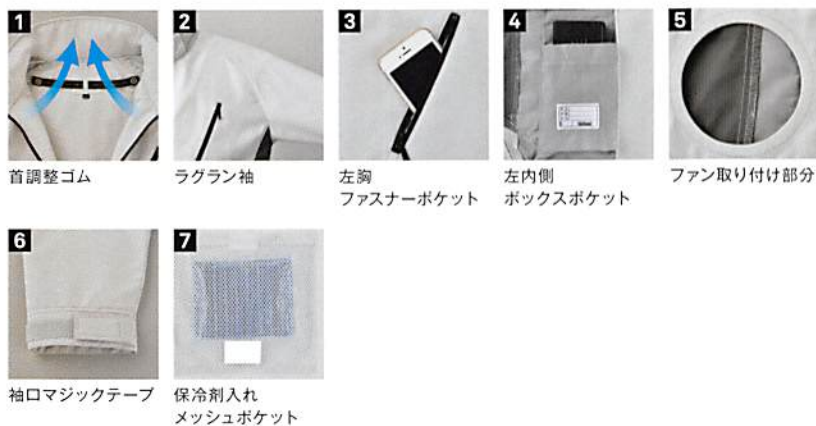 1
首調整ゴム
2
ラグラン袖
3
左胸
ファスナーポケット
4
左内側
ボックスポケット
5
ファン取り付け部分
6
袖口マジックテープ
7
保冷剤入れ
メッシュポケット